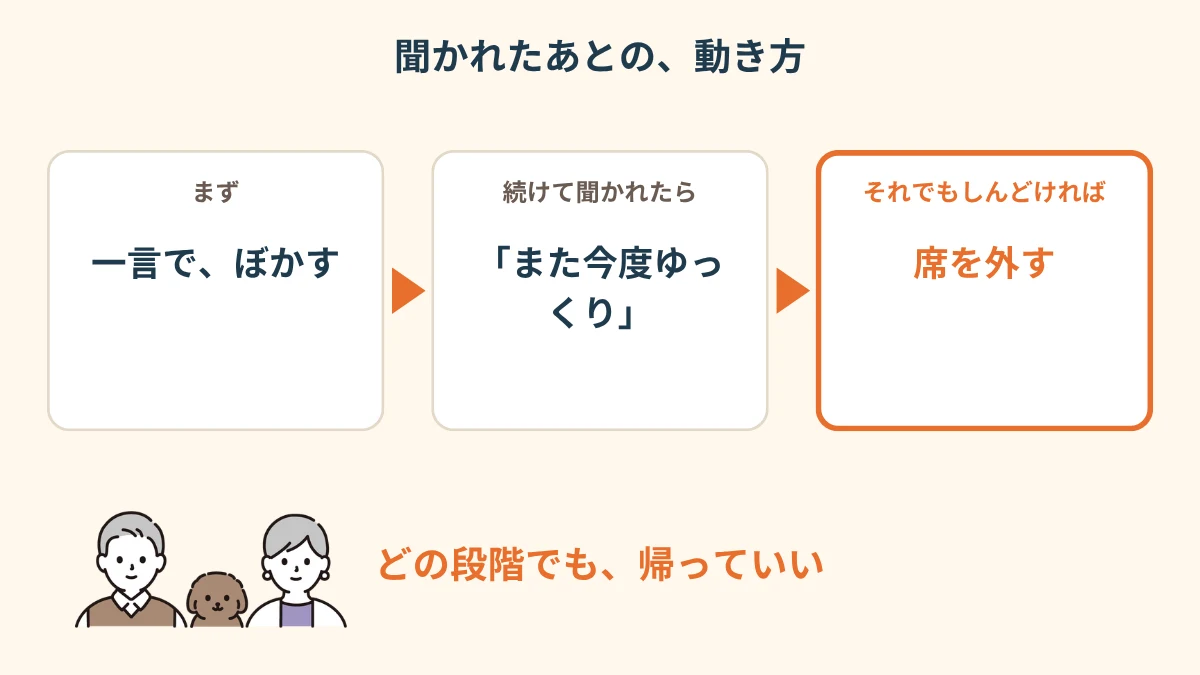 聞かれたあとの、動き方
まず
一言で、ぼかす
続けて聞かれたら
「また今度ゆっ
くり」
それでもしんどければ
席を外す
どの段階でも、帰っていい